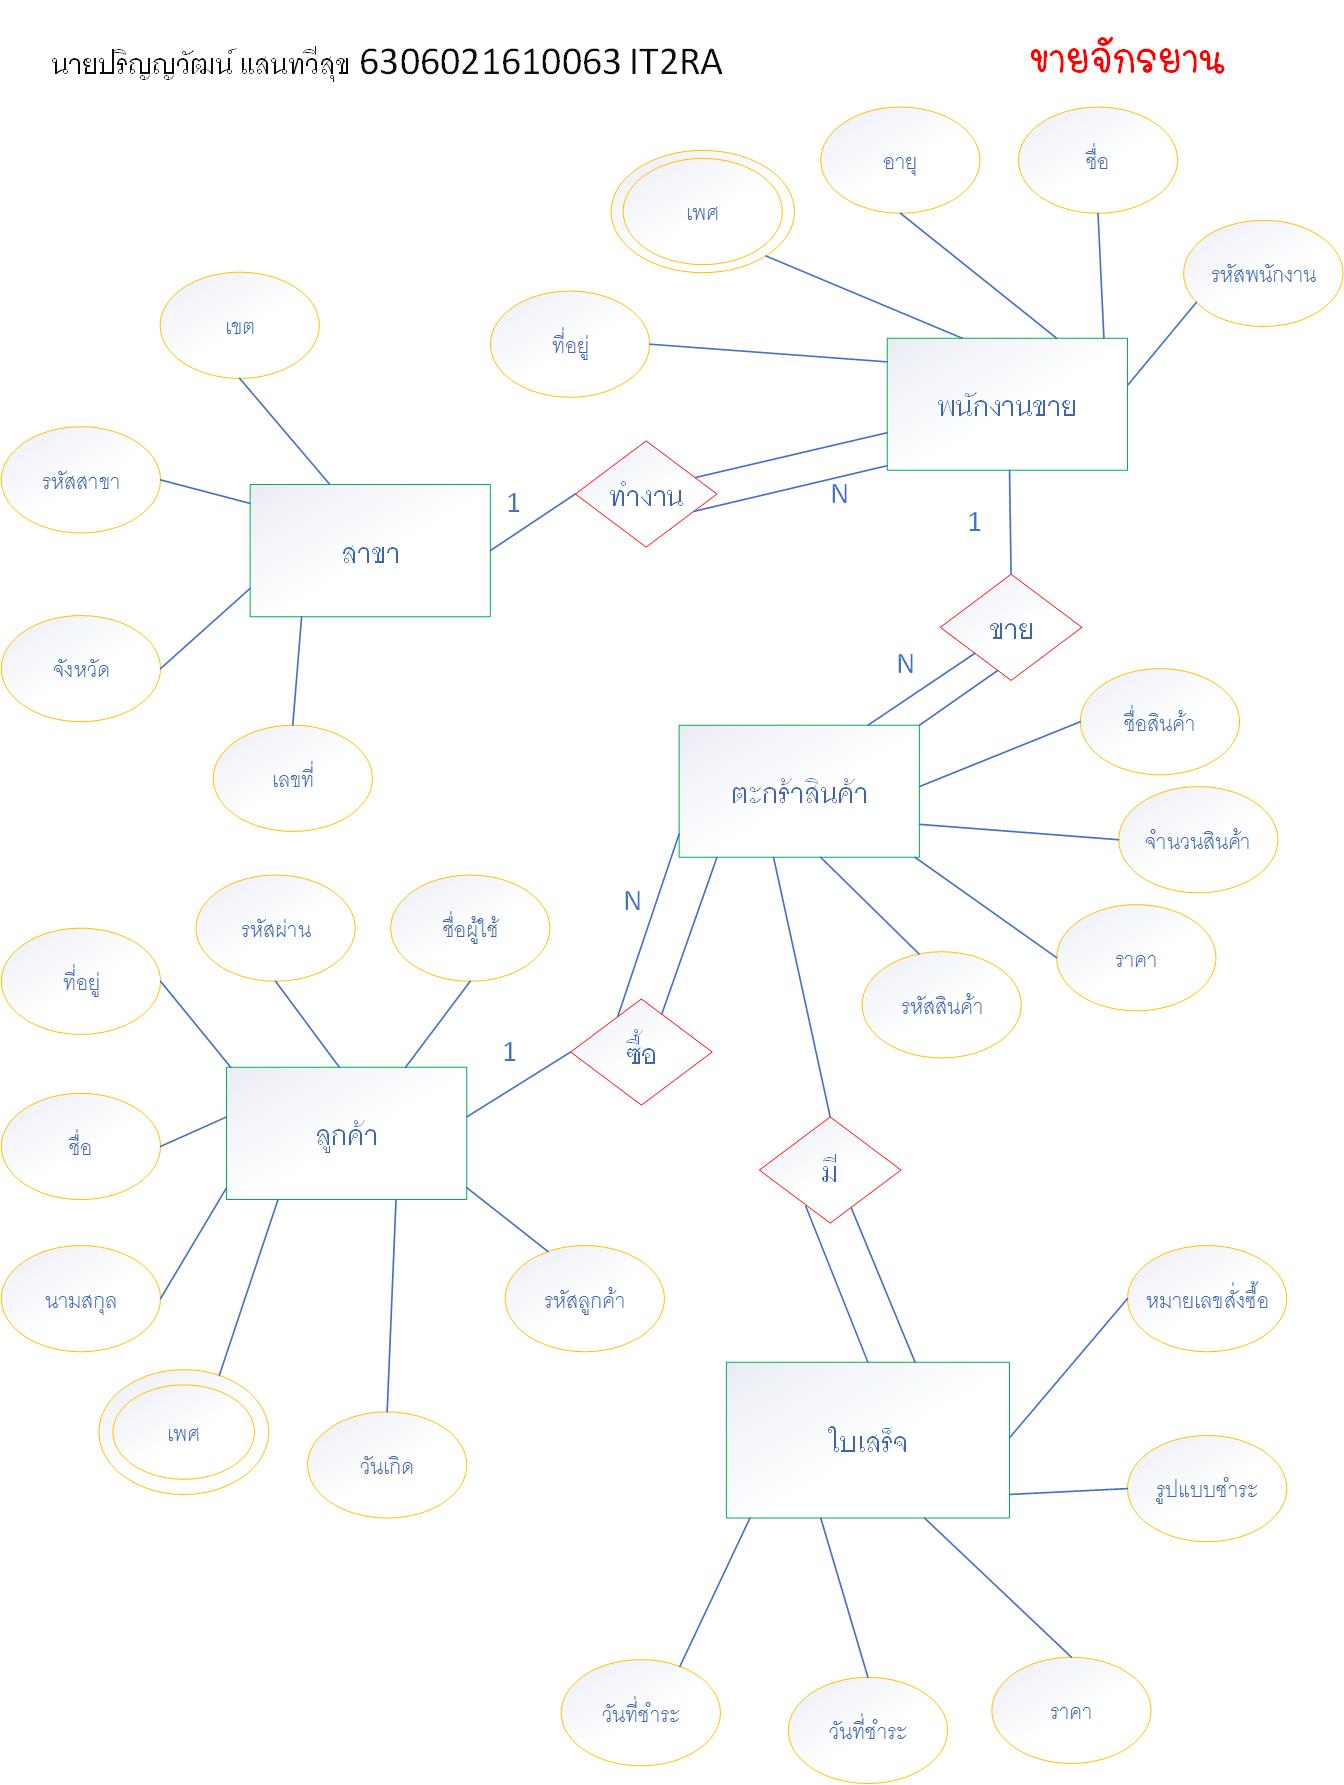 นายปริญญวัฒน์ แลนทวีสุข 6306021610063 IT2RA
ขายจักรยาน
อายุ
ชื่อ
เพศ
รหัสพนักงาน
เขต
ที่อยู่
พนักงานขาย
รหัสสาขา
ทำงาน
N
1
1
สาขา
ขาย
N
จังหวัด
ชื่อสินค้า
เลขที่
ตะกร้าสินค้า
จำนวนสินค้า
N
รหัสผ่าน
ชื่อผู้ใช้
ราคา
ที่อยู่
รหัสสินค้า
1
ซื้อ
ลูกค้า
ชื่อ
มี
นามสกุล
รหัสลูกค้า
หมายเลขสั่งซื้อ
เพศ
วันเกิด
ใบเสร็จ
รูปแบบชำระ
วันที่ชำระ
วันที่ชำระ
ราคา